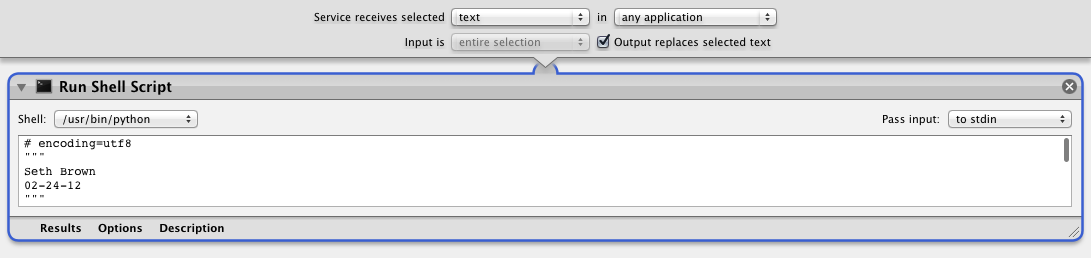 Service receives selected text in any application
Input is entire selection Output replaces selected text
Run Shell Script
Shell: /usr/bin/python Pass input: to stdin
# encoding=utf8
"""
Seth Brown
02-24-12
"""
Results Options Description